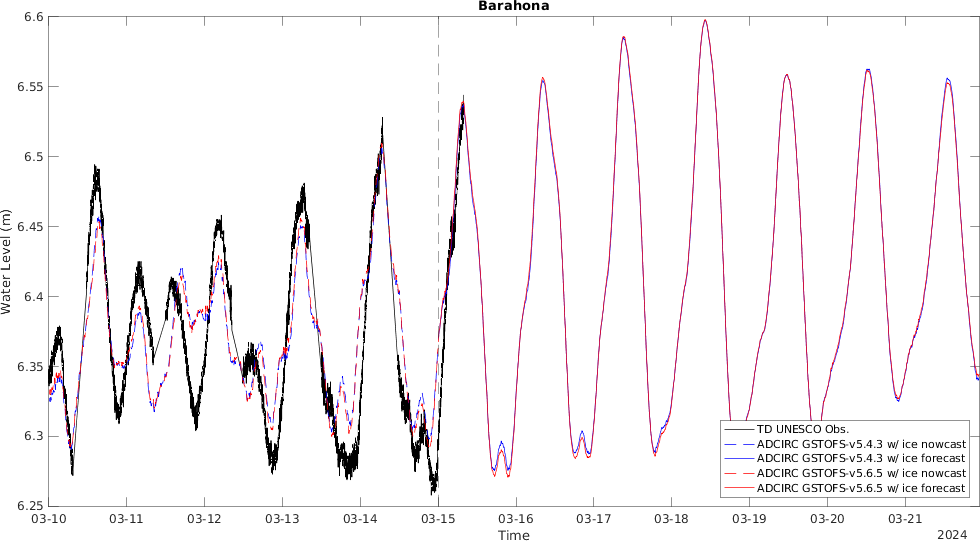 Barahona
Water Level (m)
6.6
6.55
6.5
6.45
6.4
6.35
6.3
6.25
TD UNESCO Obs.
ADCIRC GSTOFS-v5.4.3 w/ ice nowcast
ADCIRC GSTOFS-v5.4.3 w/ ice forecast
ADCIRC GSTOFS-v5.6.5 w/ ice nowcast
ADCIRC GSTOFS-v5.6.5 w/ ice forecast
03-10 03-11 03-12 03-13 03-14 03-15 03-16 03-17 03-18 03-19 03-20 03-21
Time
2024